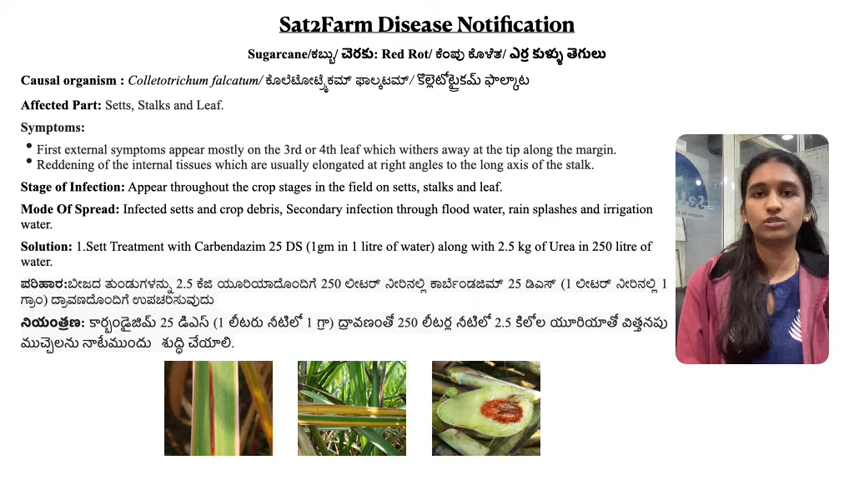 Sat2Farm Disease Notification
Sugarcane/ಕಬ್ಬು/ చెరకు: Red Rot/ ಕೆಂಪು ಕೊಳೆತ/ ఎర్ర కుళ్ళు తెగులు
Causal organism : Colletotrichum falcatum/ ಕೊಲೆಟೋಟ್ರೈಕಮ್ ಫಾಲ್ಕಟಮ್/ కొల్లెటోట్రైకమ్ ఫాల్కాట
Affected Part: Setts, Stalks and Leaf.
Symptoms:
• First external symptoms appear mostly on the 3rd or 4th leaf which withers away at the tip along the margin.
• Reddening of the internal tissues which are usually elongated at right angles to the long axis of the stalk.
Stage of Infection: Appear throughout the crop stages in the field on setts, stalks and leaf.
Mode Of Spread: Infected setts and crop debris, Secondary infection through flood water, rain splashes and irrigation
water.
Solution: 1.Sett Treatment with Carbendazim 25 DS (1gm in 1 litre of water) along with 2.5 kg of Urea in 250 litre of
water.
ಪರಿಹಾರ:ಬೀಜದ ತುಂಡುಗಳನ್ನು 2.5 ಕೆಜಿ ಯೂರಿಯಾದೊಂದಿಗೆ 250 ಲೀಟರ್ ನೀರಿನಲ್ಲಿ ಕಾರ್ಬೆಂಡಜಿಮ್ 25 ಡಿಎಸ್ (1 ಲೀಟರ್ ನೀರಿನಲ್ಲಿ 1
ಗ್ರಾಂ) ದ್ರಾವಣದೊಂದಿಗೆ ಉಪಚರಿಸುವುದು
నియంత్రణ: కార్బండైజిమ్ 25 డిఎస్ (1 లీటరు నీటిలో 1 గ్రా) ద్రావణంతో 250 లీటర్ల నీటిలో 2.5 కిలోల యూరియాతో విత్తనపు
ముచ్చెలను నాటేముందు శుద్ధి చేయాలి.